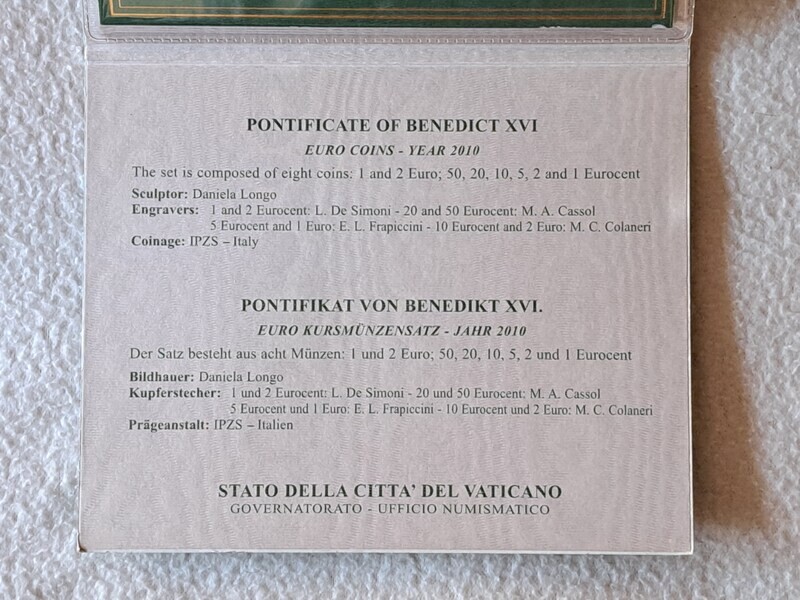 PONTIFICATE OF BENEDICT XVI
EURO COINS - YEAR 2010
The set is composed of eight coins: 1 and 2 Euro; 50, 20, 10, 5, 2 and 1 Eurocent
Sculptor: Daniela Longo
Engravers: 1 and 2 Eurocent: L. De Simoni - 20 and 50 Eurocent: M. A. Cassol
5 Eurocent and 1 Euro: E. L. Frapiccini - 10 Eurocent and 2 Euro: M. C. Colaneri
Coinage: IPZS – Italy
PONTIFIKAT VON BENEDIKT XVI.
EURO KURSMÜNZENSATZ - JAHR 2010
Der Satz besteht aus acht Münzen: 1 und 2 Euro; 50, 20, 10, 5, 2 und 1 Eurocent
Bildhauer: Daniela Longo
Kupferstecher: 1 und 2 Eurocent: L. De Simoni - 20 und 50 Eurocent: M. A. Cassol
5 Eurocent und 1 Euro: E. L. Frapiccini - 10 Eurocent und 2 Euro: M. C. Colaneri
Prägeanstalt: IPZS – Italien
STATO DELLA CITTA' DEL VATICANO
GOVERNATORATO - UFFICIO NUMISMATICO